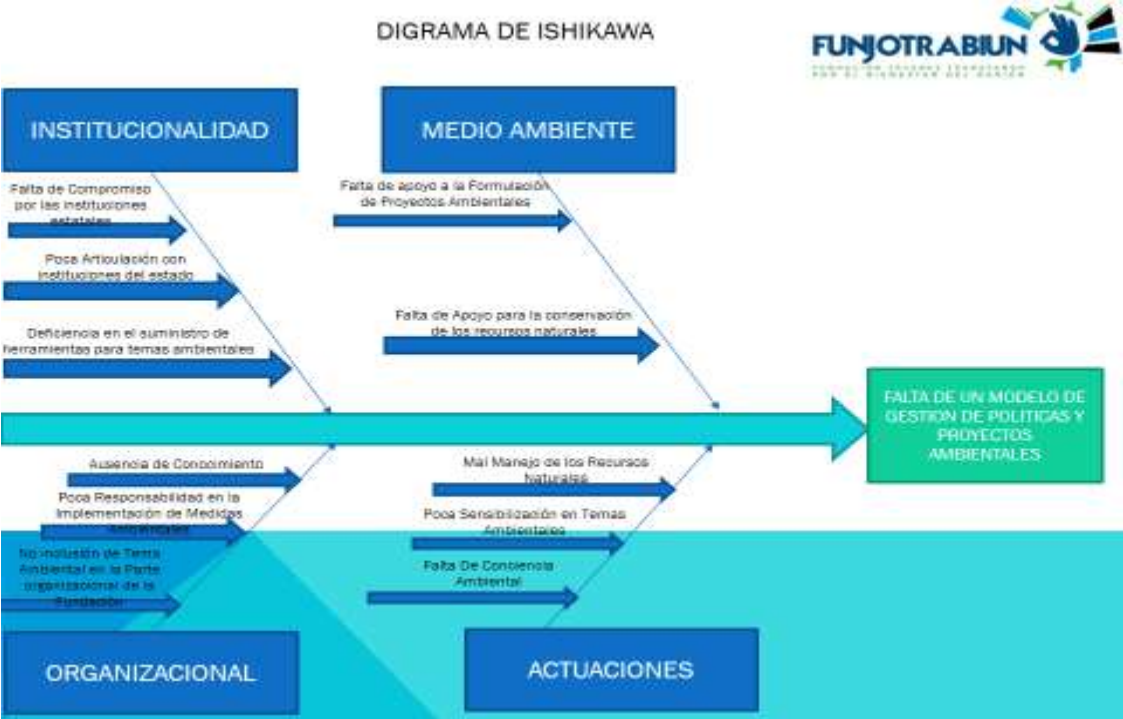 DIGRAMA DE ISHIKAWA
FUNJOTRABIUN
INSTITUCIONALIDAD
MEDIO AMBIENTE
Falta de Compromiso
por las instituciones
estatales
Poca Articulación con
instituciones del estado
Deficiencia en el suministro de
herramientas para temas ambientales
Falta de apoyo a la Formulación
de Proyectos Ambientales
Falta de Apoyo para la conservación
de los recursos naturales
FALTA DE UN MODELO DE
GESTION DE POLITICAS Y
PROYECTOS
AMBIENTALES
Ausencia de Conocimiento
Poca Responsabilidad en la
Implementación de Medidas
Ambientales
No inclusión de Tema
Ambiental en la Parte
organizacional de la
Fundación
Mal Manejo de los Recursos
Naturales
Poca Sensibilización en Temas
Ambientales
Falta De Conciencia
Ambiental
ORGANIZACIONAL
ACTUACIONES